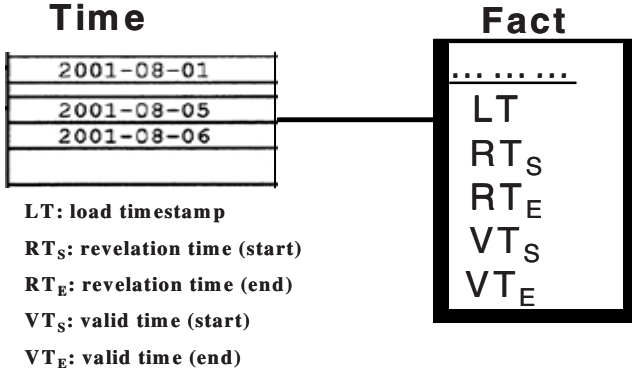 Time
2001-08-01
2001-08-05
2001-08-06
LT: load timestamp
RTS: revelation time (start)
RTE: revelation time (end)
VTS: valid time (start)
VTE: valid time (end)
Fact
... ... ...
LT
RTS
RTE
VTS
VTE